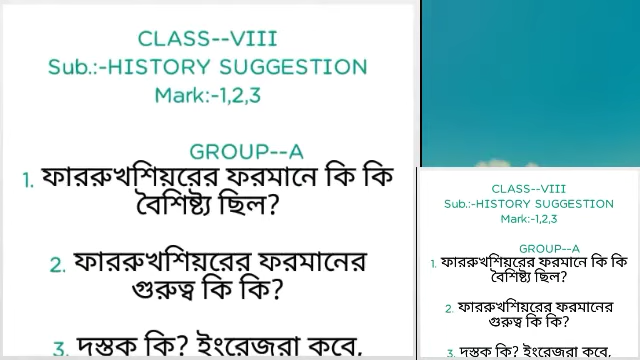 CLASS--VIII
Sub.:-HISTORY SUGGESTION
Mark:-1,2,3
GROUP--A
1. ফাররুখশিয়রের ফরমানে কি কি
বৈশিষ্ট্য ছিল?
2. ফাররুখশিয়রের ফরমানের
গুরুত্ব কি কি?
3. দস্তক কি? ইংরেজরা কবে,
CLASS--VIII
Sub.:-HISTORY SUGGESTION
Mark:-1,2,3
GROUP--A
1. ফাররুখশিয়রের ফরমানে কি কি
বৈশিষ্ট্য ছিল?
2. ফাররুখশিয়রের ফরমানের
গুরুত্ব কি কি?
3. দস্তক কি? ইংরেজরা কবে,